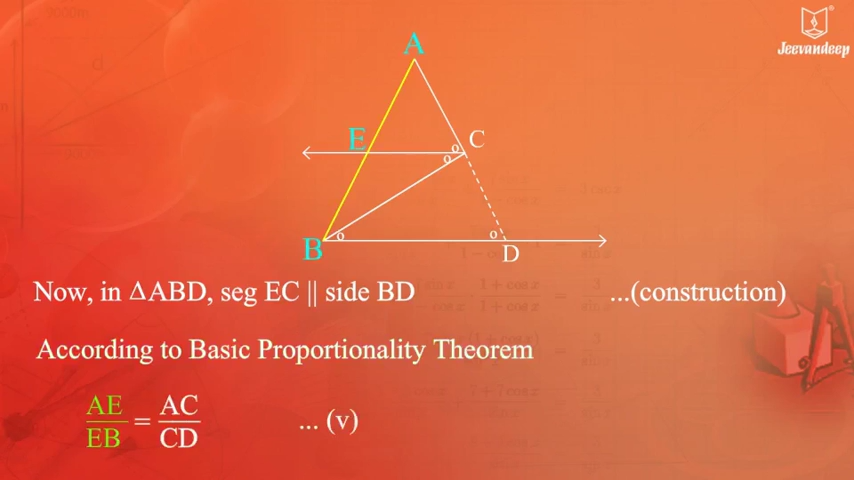 Jeevandeep
A
E
C
B
D
Now, in ΔABD, seg EC || side BD ...(construction)
According to Basic Proportionality Theorem
AE/EB = AC/CD ... (v)